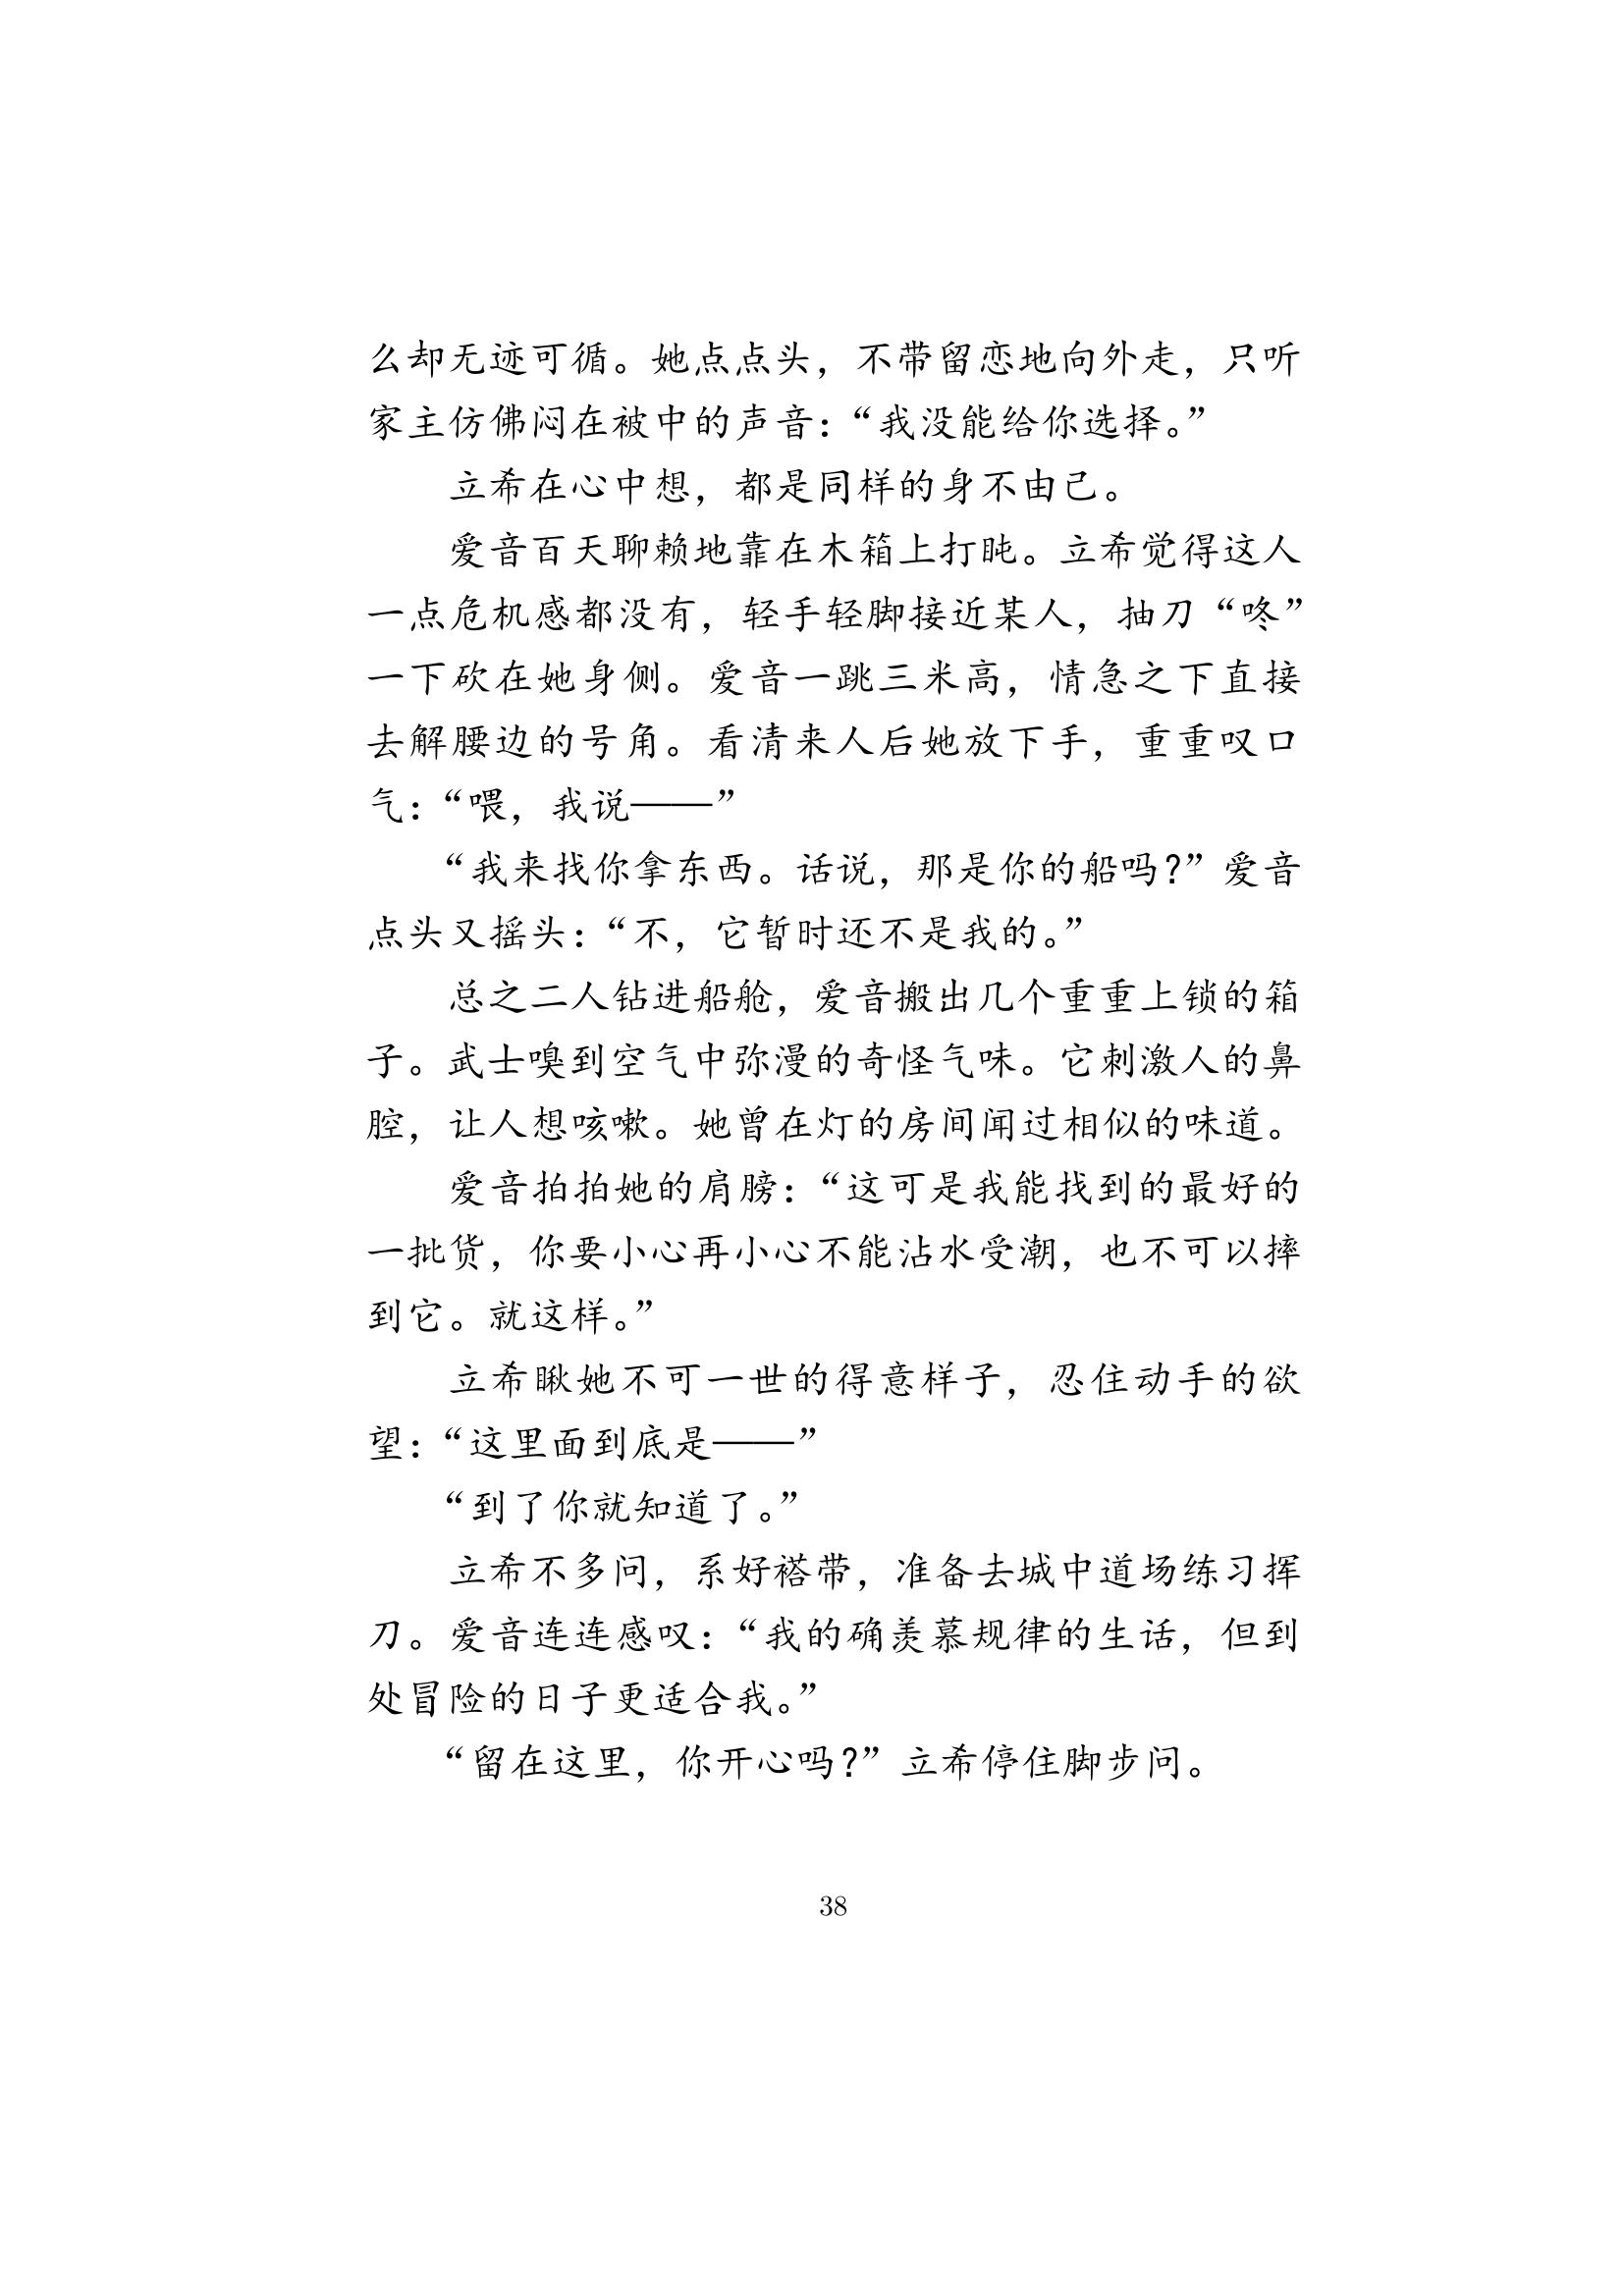 么却无迹可循。她点点头，不带留恋地向外走，只听
家主仿佛闷在被中的声音：“我没能给你选择。”
立希在心中想，都是同样的身不由己。
爱音百天聊赖地靠在木箱上打盹。立希觉得这人
一点危机感都没有，轻手轻脚接近某人，抽刀“咚”
一下砍在她身侧。爱音一跳三米高，情急之下直接
去解腰边的号角。看清来人后她放下手，重重叹口
气：“喂，我说——”
“我来找你拿东西。话说，那是你的船吗？”爱音
点头又摇头：“不，它暂时还不是我的。”
总之二人钻进船舱，爱音搬出几个重重上锁的箱
子。武士嗅到空气中弥漫的奇怪气味。它刺激人的鼻
腔，让人想咳嗽。她曾在灯的房间闻过相似的味道。
爱音拍拍她的肩膀：“这可是我能找到的最好的
一批货，你要小心再小心不能沾水受潮，也不可以摔
到它。就这样。”
立希瞅她不可一世的得意样子，忍住动手的欲
望：“这里面到底是——”
“到了你就知道了。”
立希不多问，系好褡带，准备去城中道场练习挥
刀。爱音连连感叹：“我的确羡慕规律的生话，但到
处冒险的日子更适合我。”
“留在这里，你开心吗？”立希停住脚步问。
38